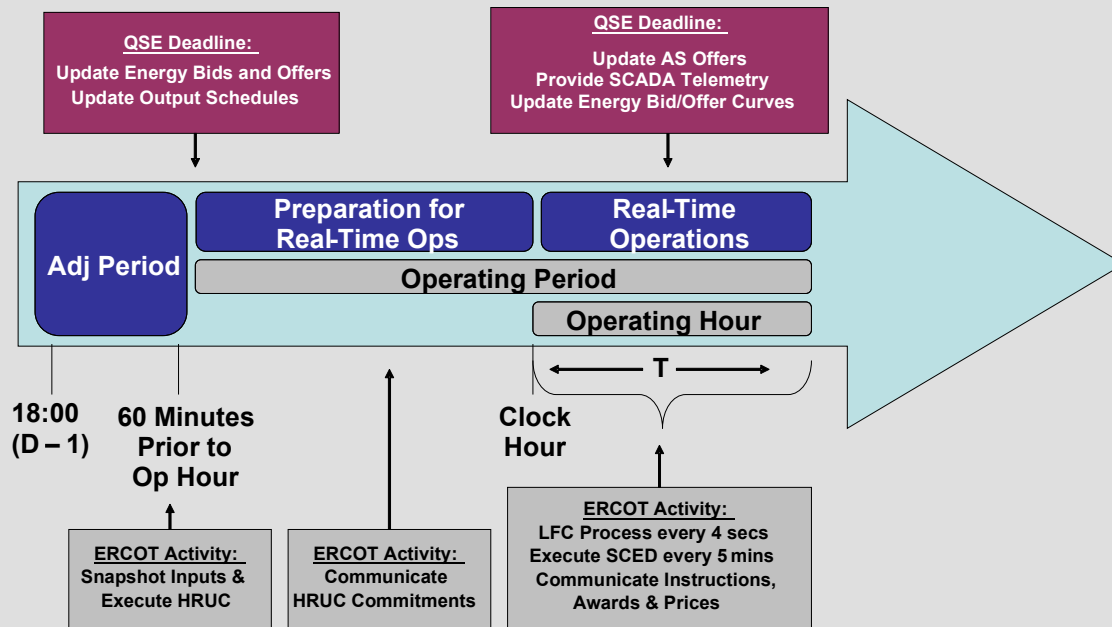 QSE Deadline:
Update Energy Bids and Offers
Update Output Schedules
QSE Deadline:
Update AS Offers
Provide SCADA Telemetry
Update Energy Bid/Offer Curves
Adj Period
Preparation for
Real-Time Ops
Real-Time
Operations
Operating Period
Operating Hour
T
18:00
(D – 1)
60 Minutes
Prior to
Op Hour
Clock
Hour
ERCOT Activity:
Snapshot Inputs &
Execute HRUC
ERCOT Activity:
Communicate
HRUC Commitments
ERCOT Activity:
LFC Process every 4 secs
Execute SCED every 5 mins
Communicate Instructions,
Awards & Prices